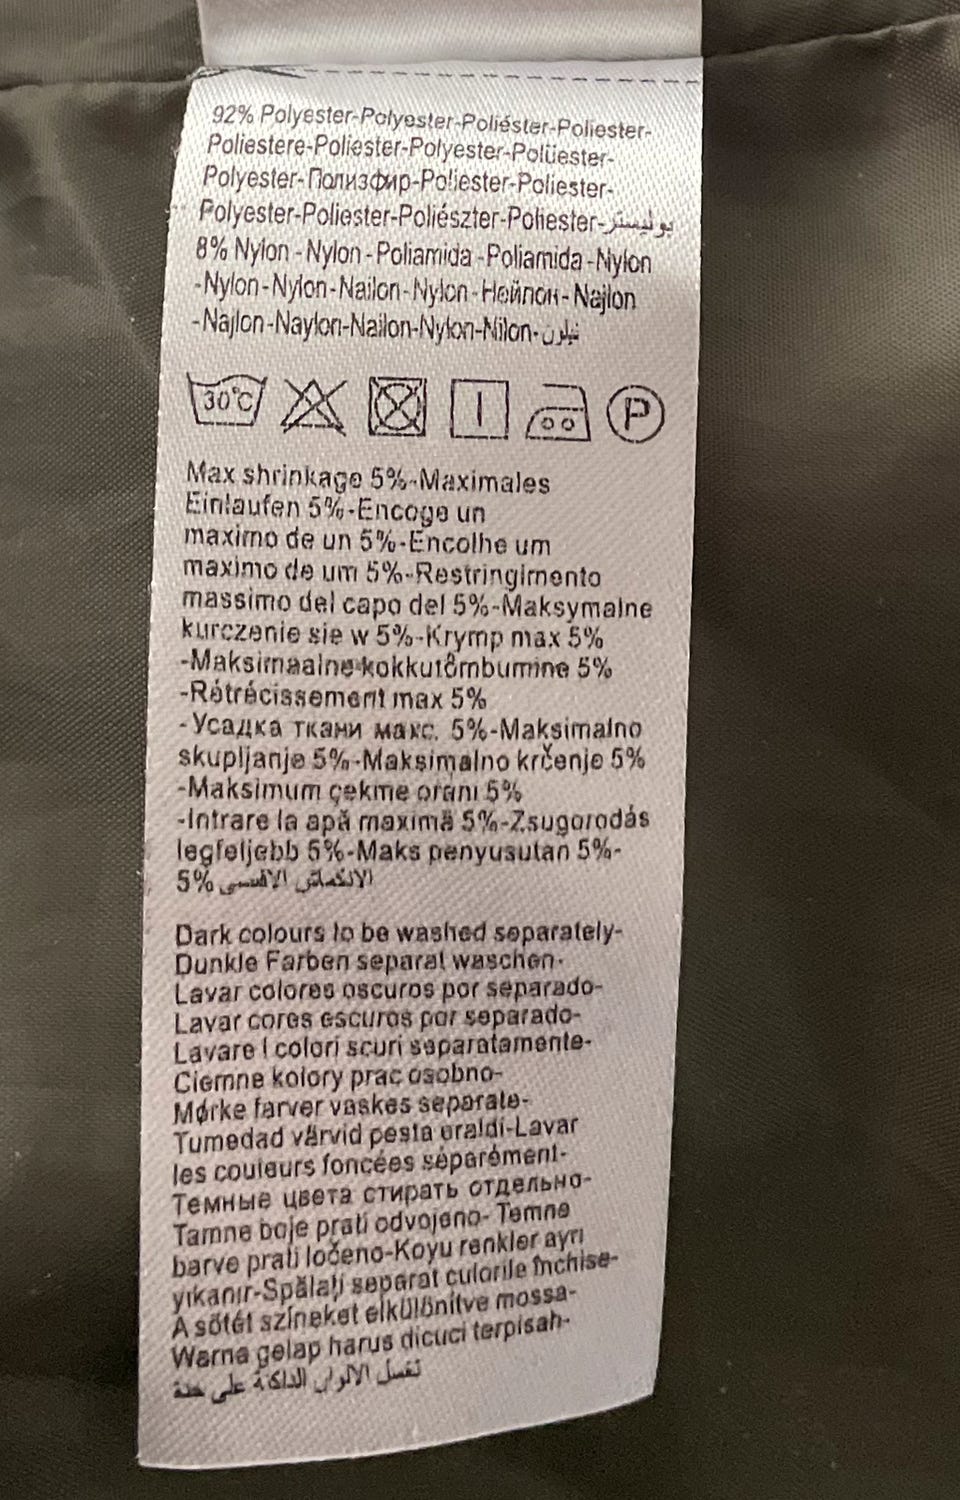 92% Polyester-Polyester-Poliéster-Poliester-
Poliestere-Poliester-Polyester-Polüester-
Polyester-Полизфир-Poliester-Poliester-
Polyester-Poliester-Poliészter-Poliester-بوليستر
8% Nylon - Nylon - Poliamida - Poliamida - Nylon
-Nylon - Nylon - Nailon - Nylon - Нейпон - Najlon
-Najlon-Naylon-Nailon-Nylon-Nilon-نيلون
30°C P
Max shrinkage 5%-Maximales
Einlaufen 5%-Encoge un
maximo de un 5%-Encolhe um
maximo de um 5%-Restringimento
massimo del capo del 5%-Maksymalne
kurczenie sie w 5%-Krymp max 5%
-Maksimaalne kokkutõmbumine 5%
-Rétrécissement max 5%
-Усадка ткани макс. 5%-Maksimalno
skupljanje 5%-Maksimalno krčenje 5%
-Maksimum çekme oranı 5%
-Intrare la apă maximă 5%-Zsugorodás
legfeljebb 5%-Maks penyusutan 5%-
5% الانكماش الاقسى
Dark colours to be washed separately-
Dunkle Farben separat waschen-
Lavar colores oscuros por separado-
Lavar cores escuros por separado-
Lavare I colori scuri separatamente-
Ciemne kolory prac osobno-
Mørke farver vaskes separate-
Tumedad värvid pesta eraldi-Lavar
les couleurs foncées séparément-
Темные цвета стирать отдельно-
Tamne boje prati odvojeno- Temne
barve prati ločeno-Koyu renkler ayrı
yıkanır-Spălaţi separat culorile închise-
A sötét színeket elkülönitve mossa-
Warna gelap harus dicuci terpisah-
تغسل الالوان الداكنة على حدة